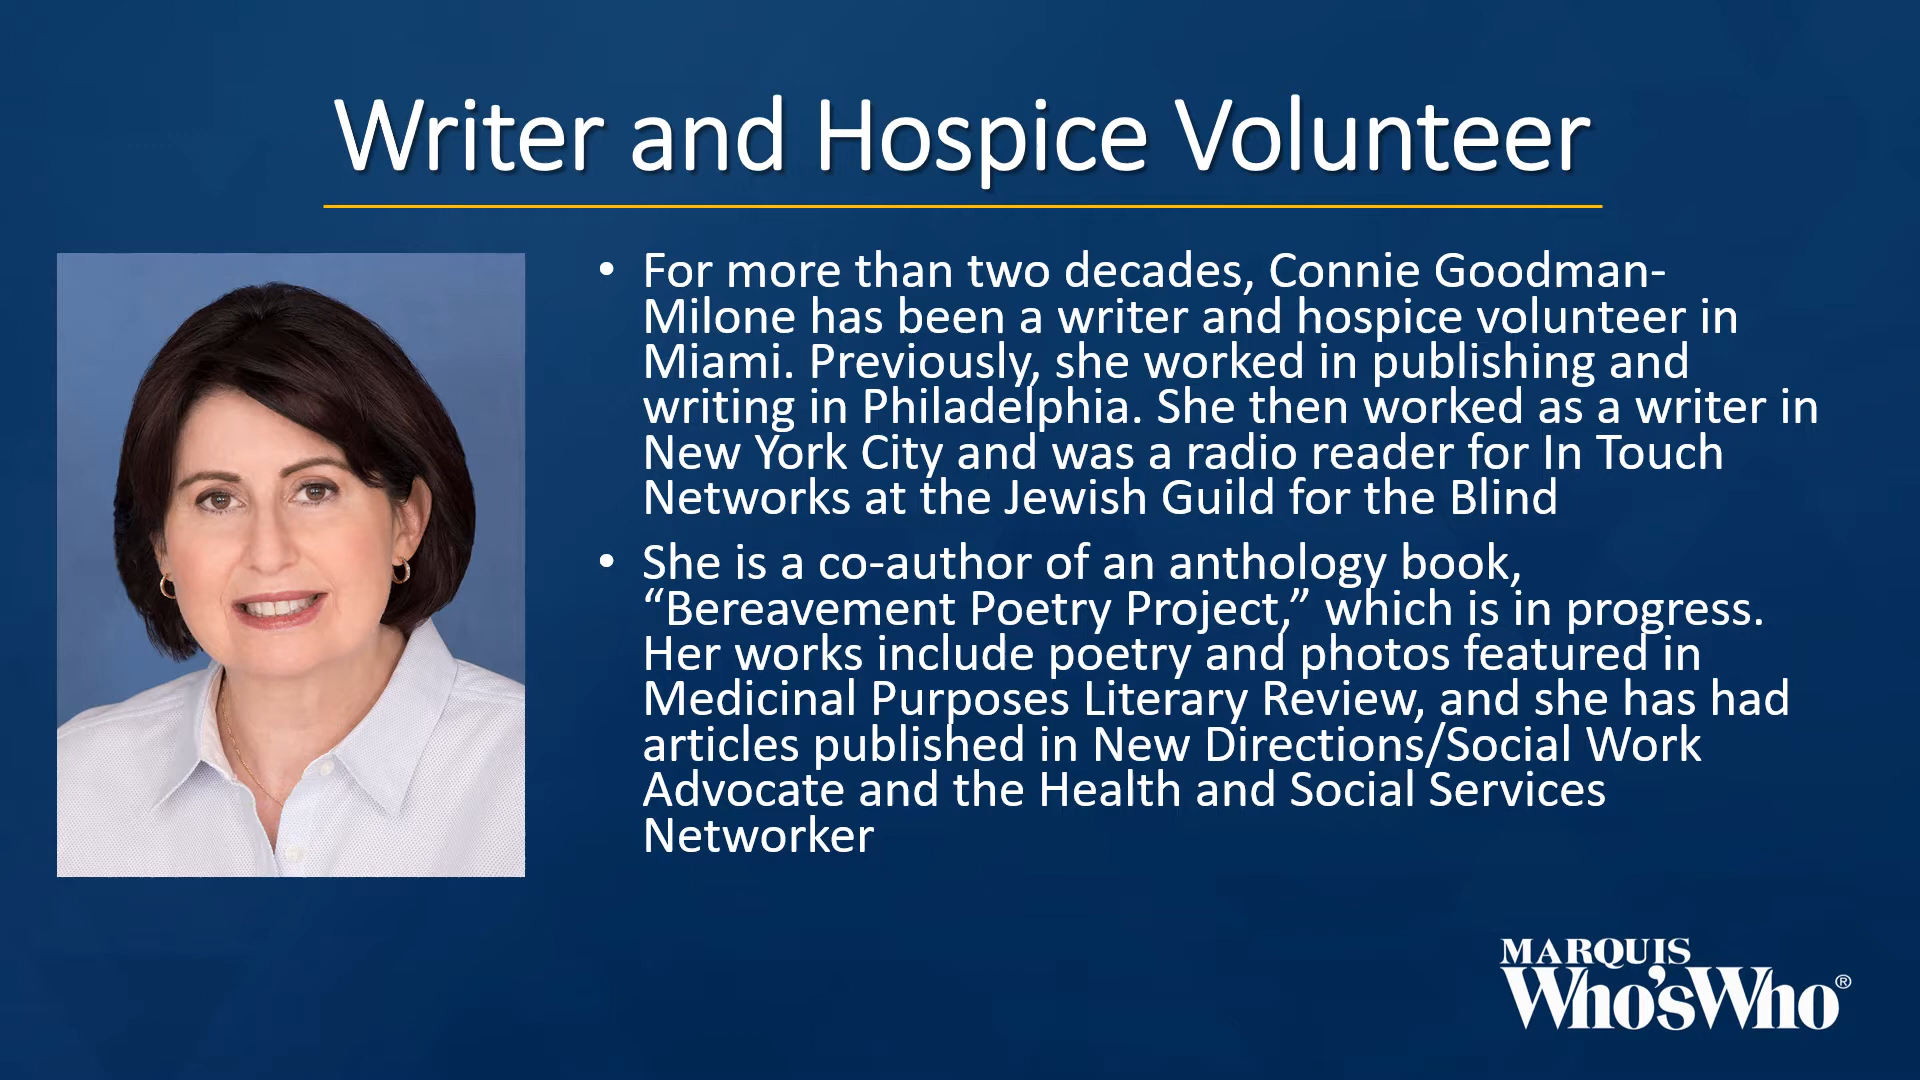 Writer and Hospice Volunteer
• For more than two decades, Connie Goodman-
Milone has been a writer and hospice volunteer in
Miami. Previously, she worked in publishing and
writing in Philadelphia. She then worked as a writer in
New York City and was a radio reader for In Touch
Networks at the Jewish Guild for the Blind
• She is a co-author of an anthology book,
“Bereavement Poetry Project,” which is in progress.
Her works include poetry and photos featured in
Medicinal Purposes Literary Review, and she has had
articles published in New Directions/Social Work
Advocate and the Health and Social Services
Networker
MARQUIS
Who'sWho®